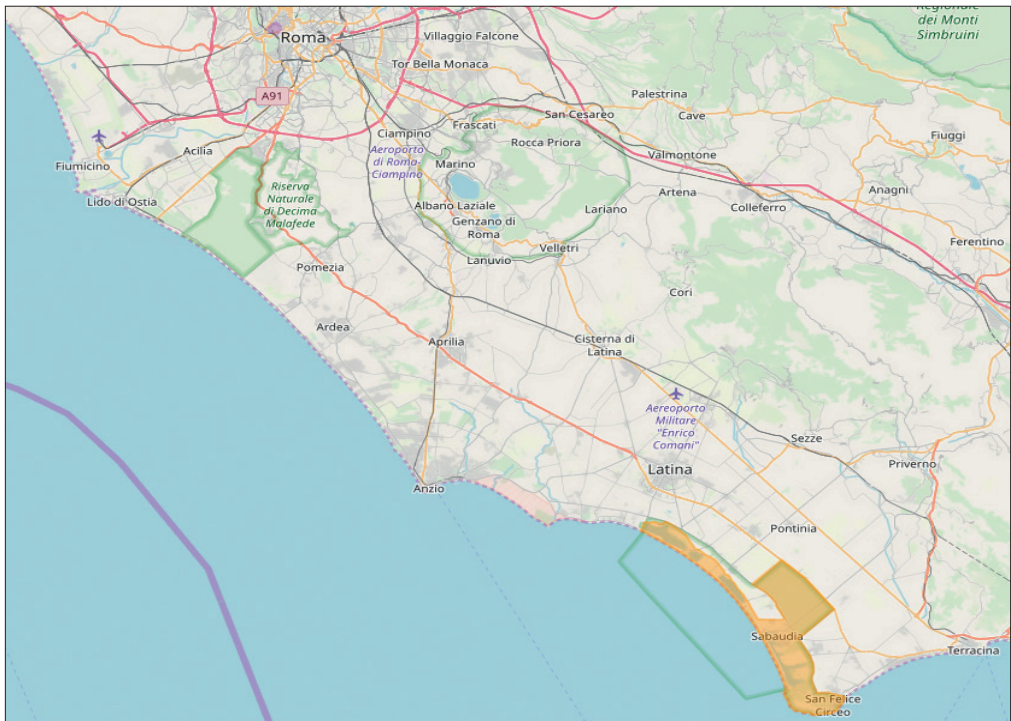 Regionale
dei Monti
Simbruini
Roma
Villaggio Falcone
Tor Bella Monaca
A91
Palestrina
Cave
San Cesareo
Fiuggi
Ciampino
Frascati
Aeroporto
di Roma
Ciampino
Rocca Priora
Acilia
Fiumicino
Marino
Valmontone
Anagni
Lido di Ostia
Riserva
Naturale
di Decima
Malafede
Albano Laziale
Genzano di
Roma
Lariano
Artena
Colleferro
Velletri
Ferentino
Pomezia
Lanuvio
Cori
Ardea
Aprilia
Cisterna di
Latina
Aereoporto
Militare
"Enrico
Comani"
Sezze
Priverno
Latina
Anzio
Pontinia
Sabaudia
Terracina
San Felice
Circeo